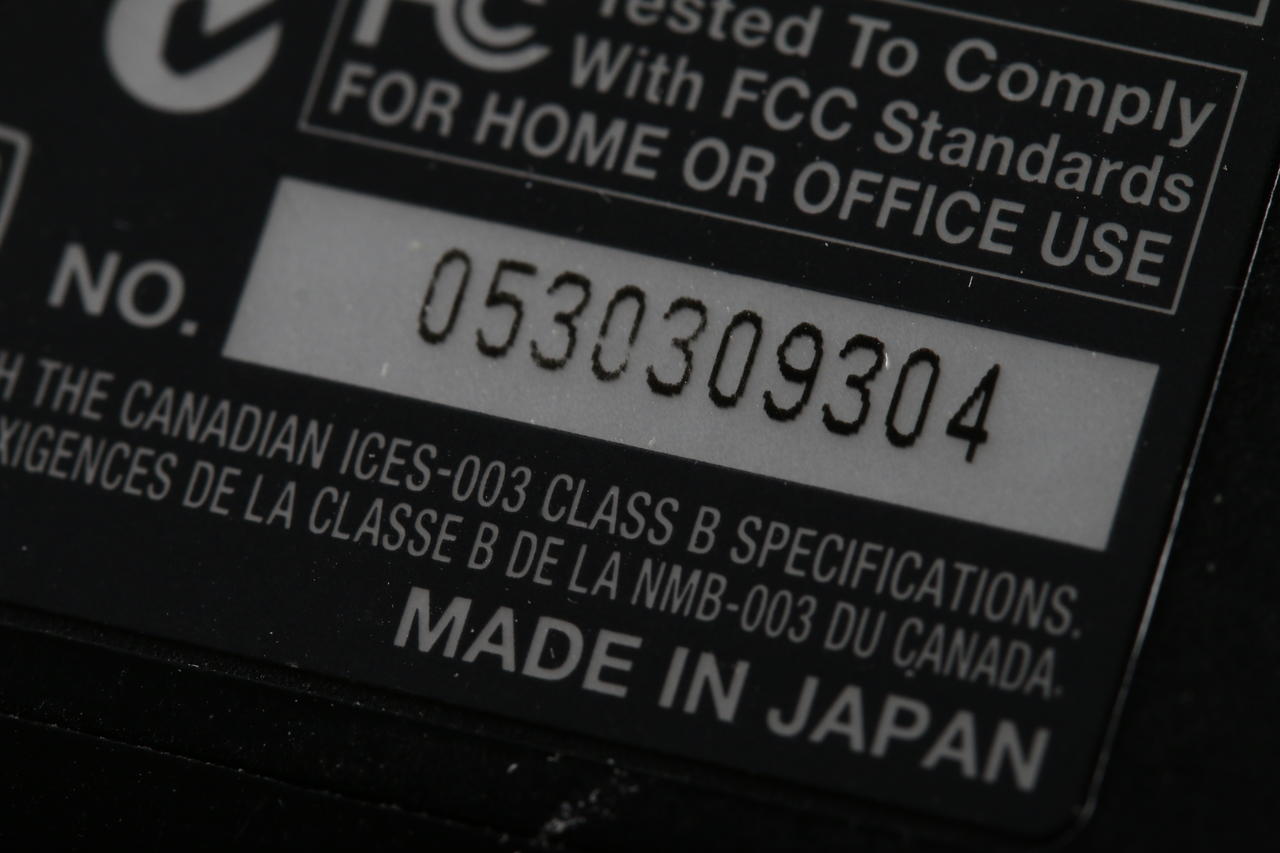 FC Tested To Comply
With FCC Standards
FOR HOME OR OFFICE USE
NO. 0530309304
THE CANADIAN ICES-003 CLASS B SPECIFICATIONS.
DE LA CLASSE B DE LA NMB-003 DU CANADA.
MADE IN JAPAN